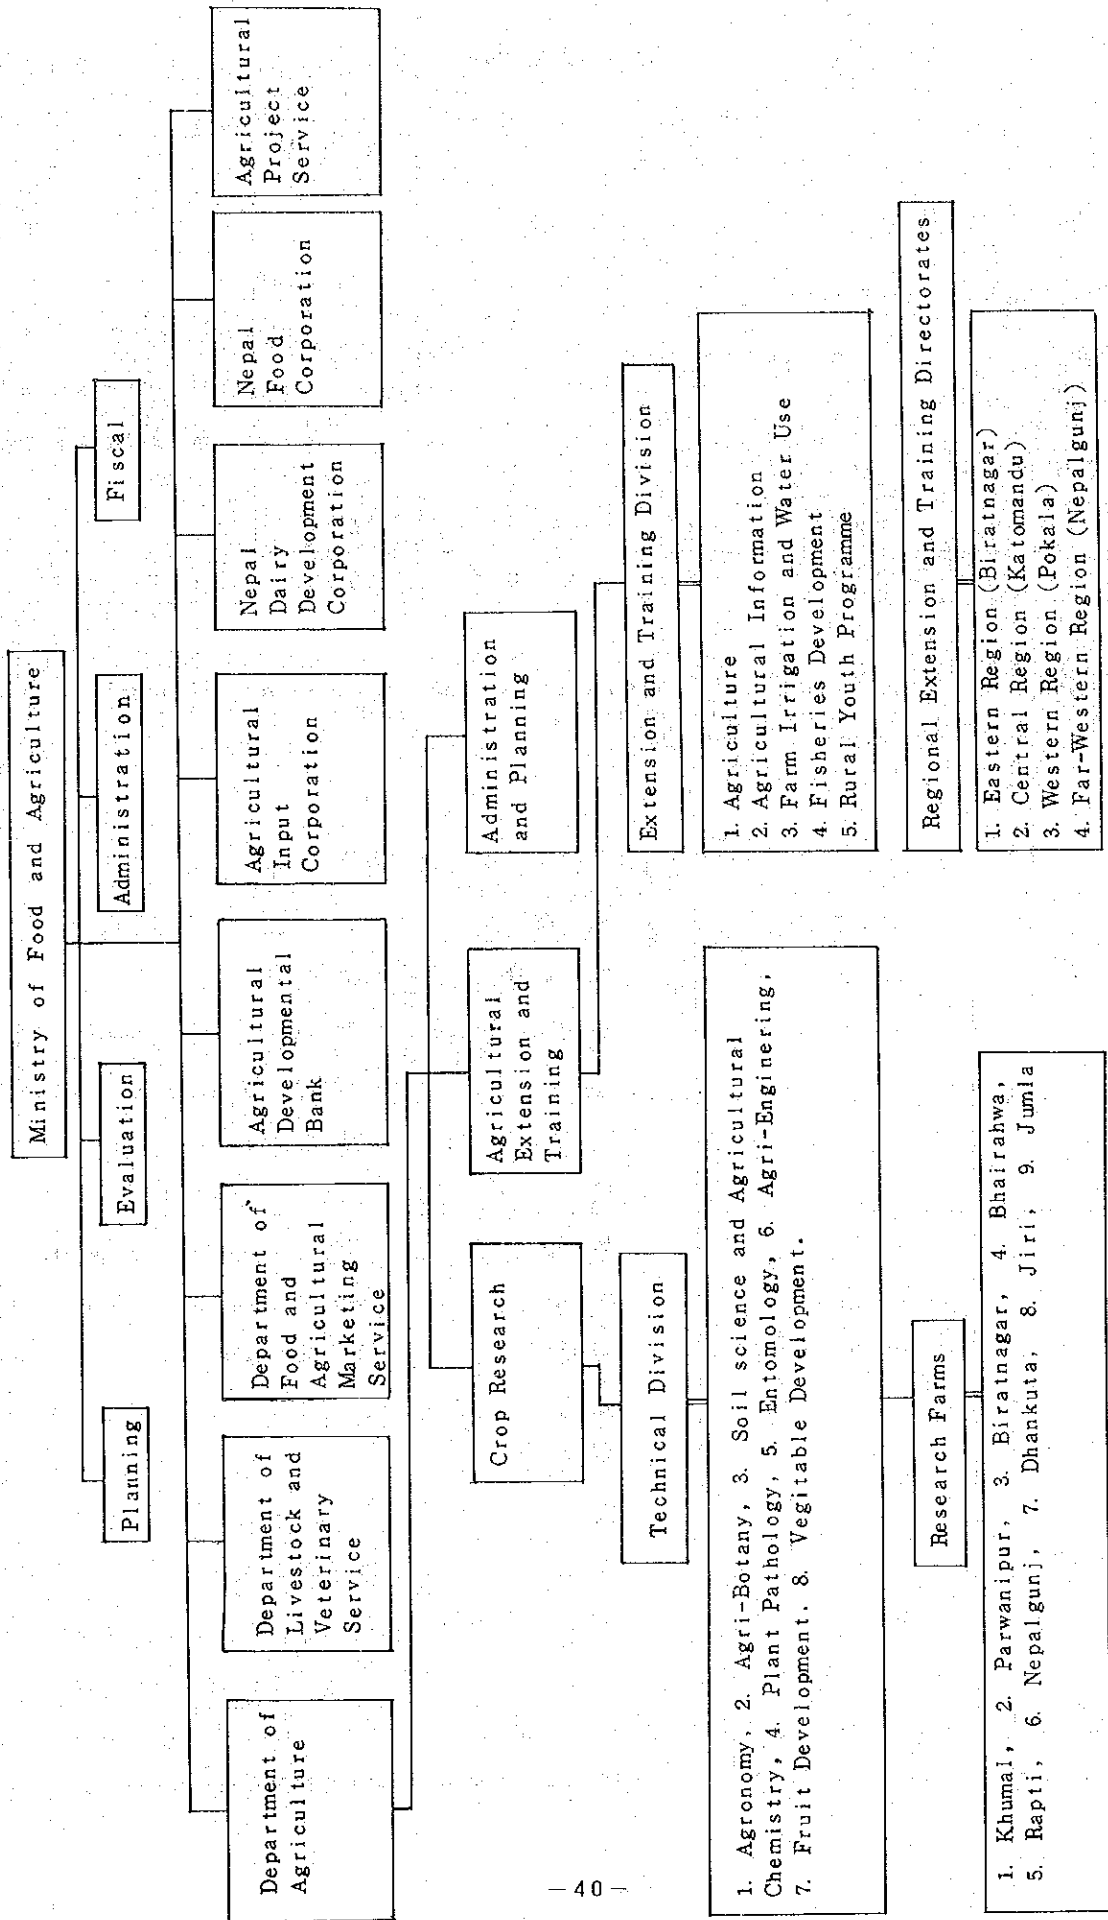 Ministry of Food and Agriculture
Planning
Evaluation
Administration
Fiscal
Department of
Agriculture
Department of
Livestock and
Veterinary
Service
Department of
Food and
Agricultural
Marketing
Service
Agricultural
Developmental
Bank
Agricultural
Input
Corporation
Nepal
Dairy
Development
Corporation
Nepal
Food
Corporation
Agricultural
Project
Service
Crop Research
Agricultural
Extension and
Training
Administration
and Planning
Technical Division
Extension and Training Division
1. Agronomy, 2. Agri-Botany, 3. Soil science and Agricultural
Chemistry, 4. Plant Pathology, 5. Entomology, 6. Agri-Enginering,
7. Fruit Development. 8. Vegitable Development.
1. Agriculture
2. Agricultural Information
3. Farm Irrigation and Water Use
4. Fisheries Development
5. Rural Youth Programme
Research Farms
Regional Extension and Training Directorates
1. Khumal, 2. Parwanipur, 3. Biratnagar, 4. Bhairahwa,
5. Rapti, 6. Nepalgunj, 7. Dhankuta, 8. Jiri, 9. Jumla
1. Eastern Region (Biratnagar)
2. Central Region (Katomandu)
3. Western Region (Pokala)
4. Far-Western Region (Nepalgunj)
—40—